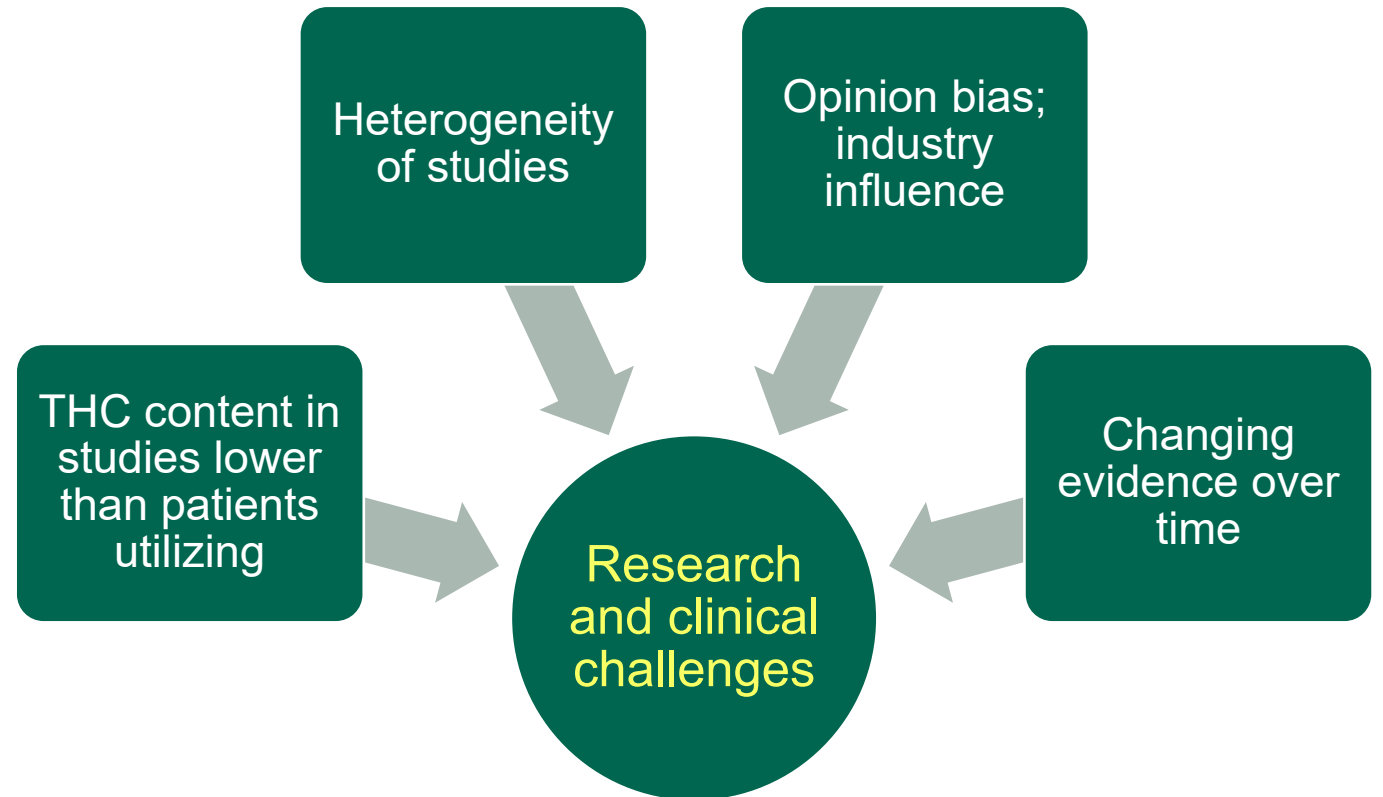 Heterogeneity
of studies
Opinion bias;
industry
influence
THC content in
studies lower
than patients
utilizing
Changing
evidence over
time
Research
and clinical
challenges